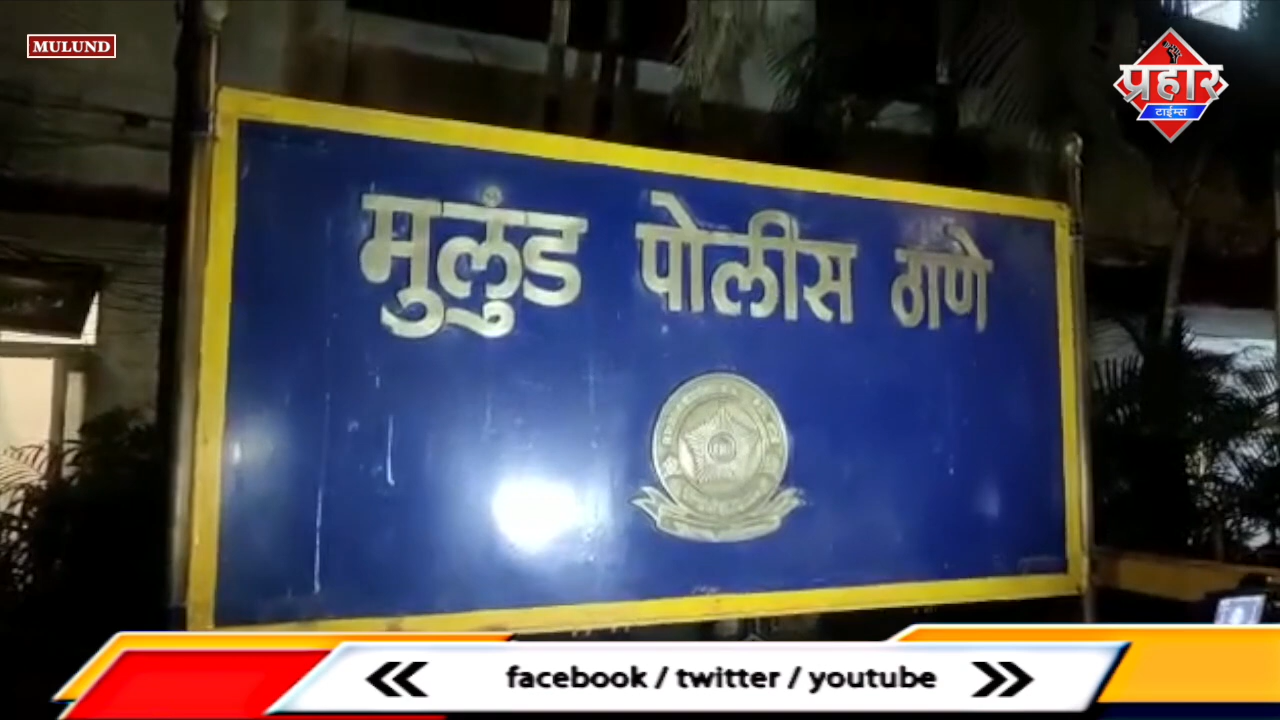 MULUND
प्रहार
टाईम्स
मुलुंड पोलीस ठाणे
facebook / twitter / youtube